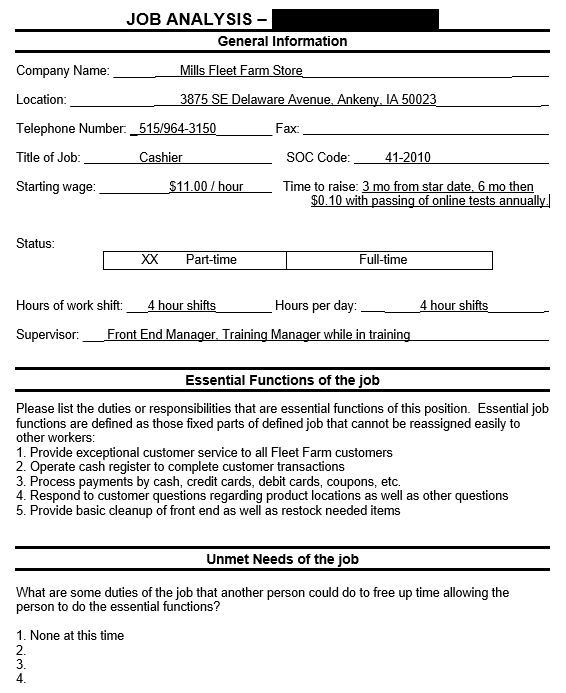 JOB ANALYSIS –
General Information
Company Name: Mills Fleet Farm Store
Location: 3875 SE Delaware Avenue, Ankeny, IA 50023
Telephone Number: 515/964-3150 Fax:
Title of Job: Cashier SOC Code: 41-2010
Starting wage: $11.00 / hour Time to raise: 3 mo from star date, 6 mo then
$0.10 with passing of online tests annually.
Status:
XX Part-time Full-time
Hours of work shift: 4 hour shifts Hours per day: 4 hour shifts
Supervisor: Front End Manager, Training Manager while in training
Essential Functions of the job
Please list the duties or responsibilities that are essential functions of this position. Essential job
functions are defined as those fixed parts of defined job that cannot be reassigned easily to
other workers:
1. Provide exceptional customer service to all Fleet Farm customers
2. Operate cash register to complete customer transactions
3. Process payments by cash, credit cards, debit cards, coupons, etc.
4. Respond to customer questions regarding product locations as well as other questions
5. Provide basic cleanup of front end as well as restock needed items
Unmet Needs of the job
What are some duties of the job that another person could do to free up time allowing the
person to do the essential functions?
1. None at this time
2.
3.
4.